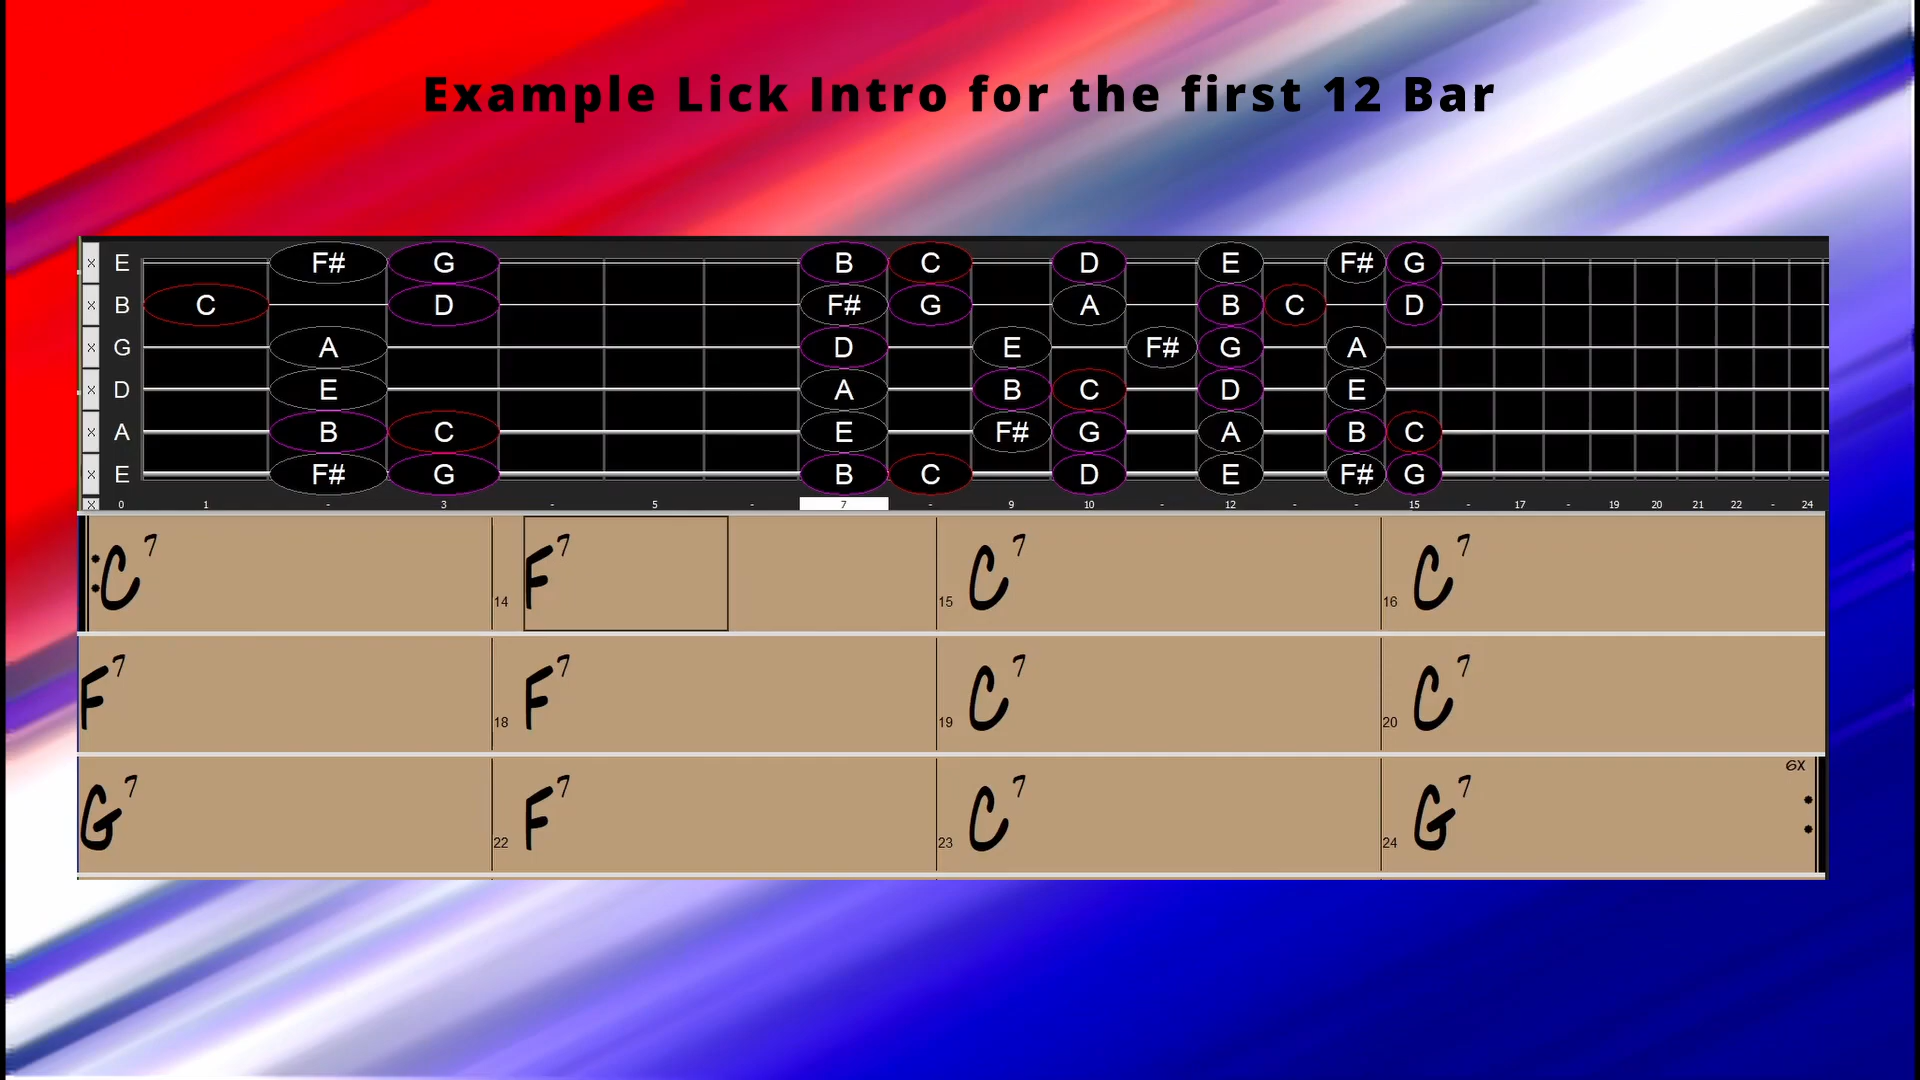 Example Lick Intro for the first 12 Bar
x E F# G B C D E F# G
x B C D F# G A B C D
x G A D E F# G A
x D E A B C D E
x A B C E F# G A B C
x E F# G B C D E F# G
x 0 1 - 3 - 5 - 7 - 9 10 - 12 - - 15 - 17 - 19 20 21 22 - 24
C7 14 F7 15 C7 16 C7
F7 18 F7 19 C7 20 C7
6X
G7 22 F7 23 C7 24 G7